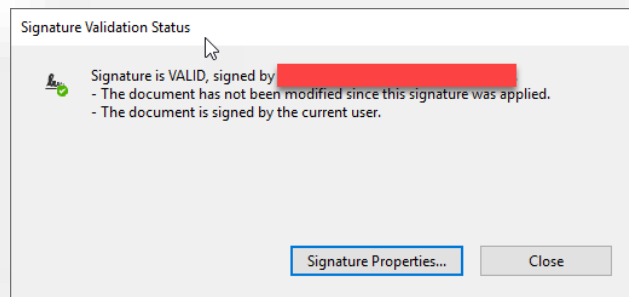 Signature Validation Status
Signature is VALID, signed by
- The document has not been modified since this signature was applied.
- The document is signed by the current user.
Signature Properties...
Close